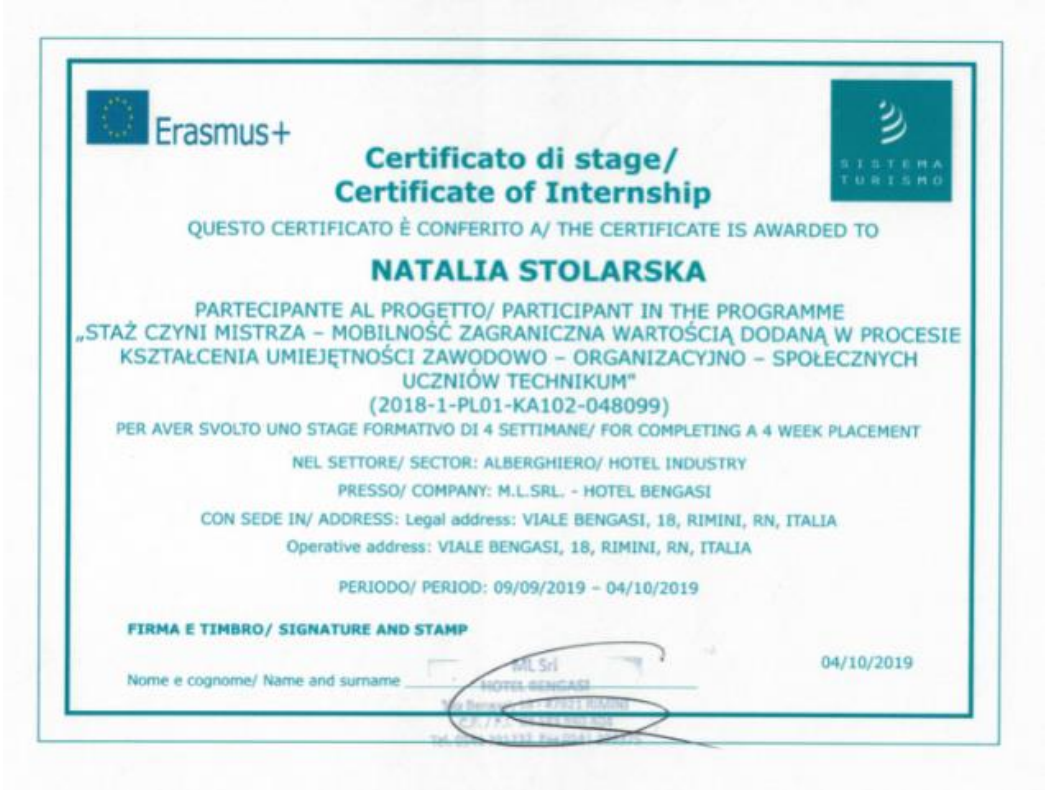 Erasmus+
SISTEMA
TURISMO
Certificato di stage/
Certificate of Internship
QUESTO CERTIFICATO È CONFERITO A/ THE CERTIFICATE IS AWARDED TO
NATALIA STOLARSKA
PARTECIPANTE AL PROGETTO/ PARTICIPANT IN THE PROGRAMME
„STAŻ CZYNI MISTRZA – MOBILNOŚĆ ZAGRANICZNA WARTOŚCIĄ DODANĄ W PROCESIE
KSZTAŁCENIA UMIEJĘTNOŚCI ZAWODOWO – ORGANIZACYJNO – SPOŁECZNYCH
UCZNIÓW TECHNIKUM"
(2018-1-PL01-KA102-048099)
PER AVER SVOLTO UNO STAGE FORMATIVO DI 4 SETTIMANE/ FOR COMPLETING A 4 WEEK PLACEMENT
NEL SETTORE/ SECTOR: ALBERGHIERO/ HOTEL INDUSTRY
PRESSO/ COMPANY: M.L.SRL. - HOTEL BENGASI
CON SEDE IN/ ADDRESS: Legal address: VIALE BENGASI, 18, RIMINI, RN, ITALIA
Operative address: VIALE BENGASI, 18, RIMINI, RN, ITALIA
PERIODO/ PERIOD: 09/09/2019 – 04/10/2019
FIRMA E TIMBRO/ SIGNATURE AND STAMP
04/10/2019
Nome e cognome/ Name and surname
ML Srl
HOTEL BENGASI
47921 RIMINI
Tel.